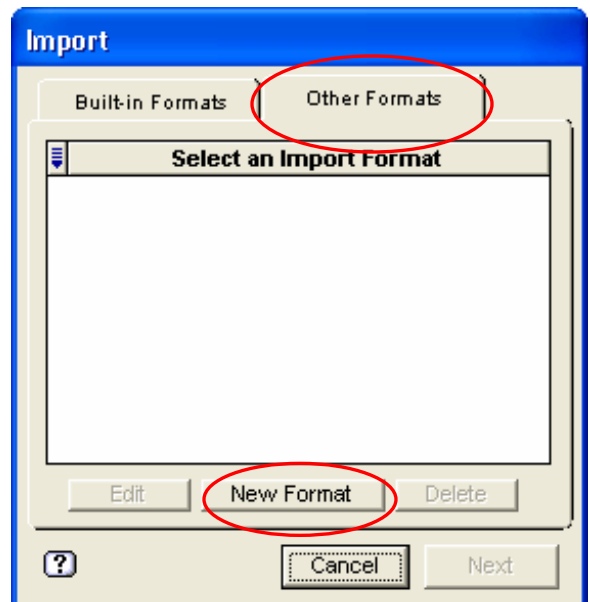 Import
Built-in Formats Other Formats
Select an Import Format
Edit New Format Delete
? Cancel Next